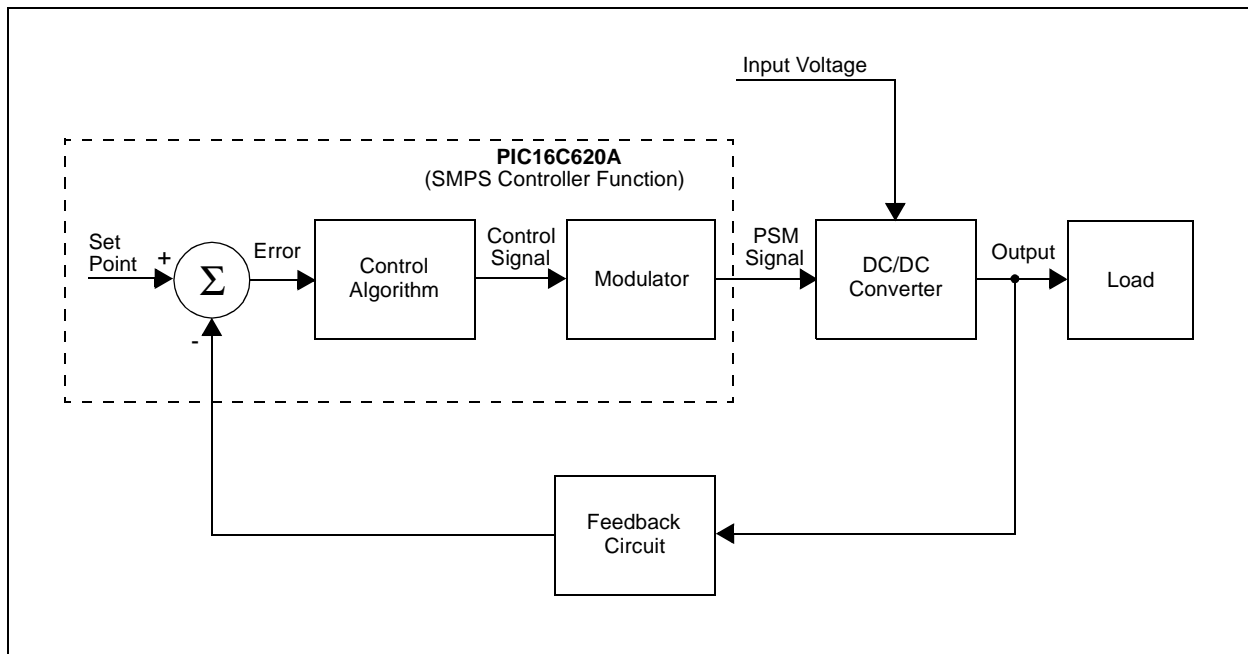 Input Voltage
PIC16C620A
(SMPS Controller Function)
Set
Point
+
-
Σ
Error
Control
Algorithm
Control
Signal
Modulator
PSM
Signal
DC/DC
Converter
Output
Load
Feedback
Circuit